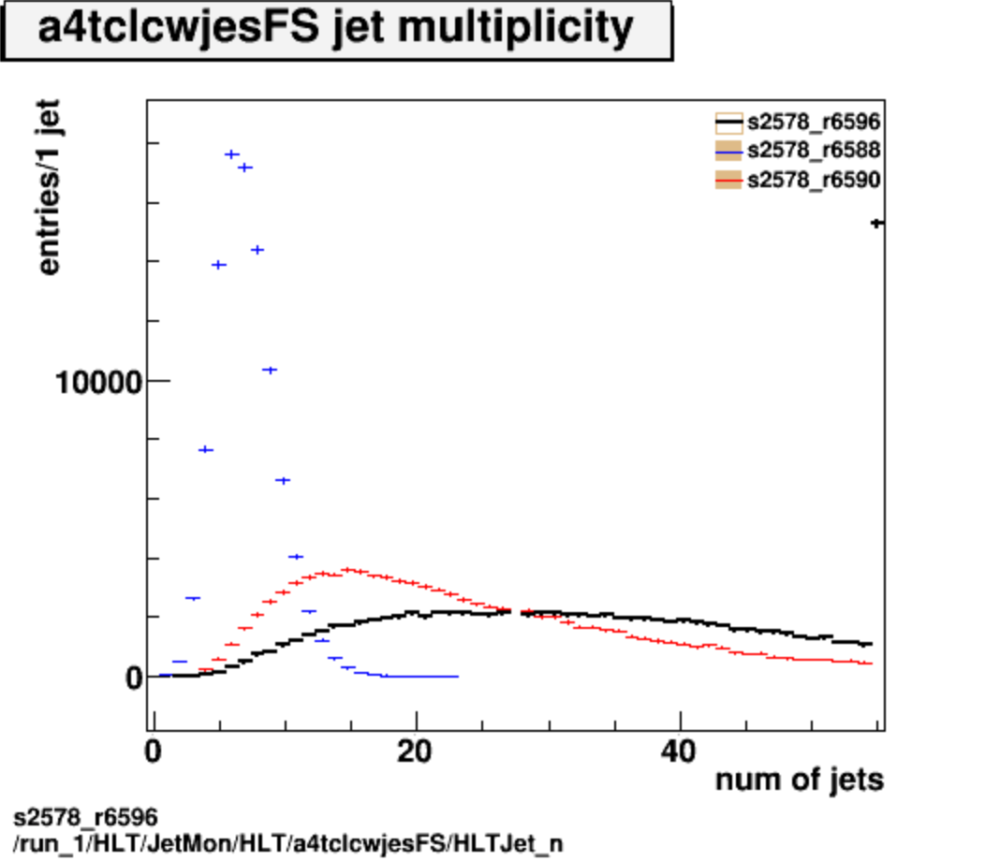 a4tclcwjesFS jet multiplicity
entries/1 jet
s2578_r6596
s2578_r6588
s2578_r6590
10000
0
0 20 40
num of jets
s2578_r6596
/run_1/HLT/JetMon/HLT/a4tclcwjesFS/HLTJet_n